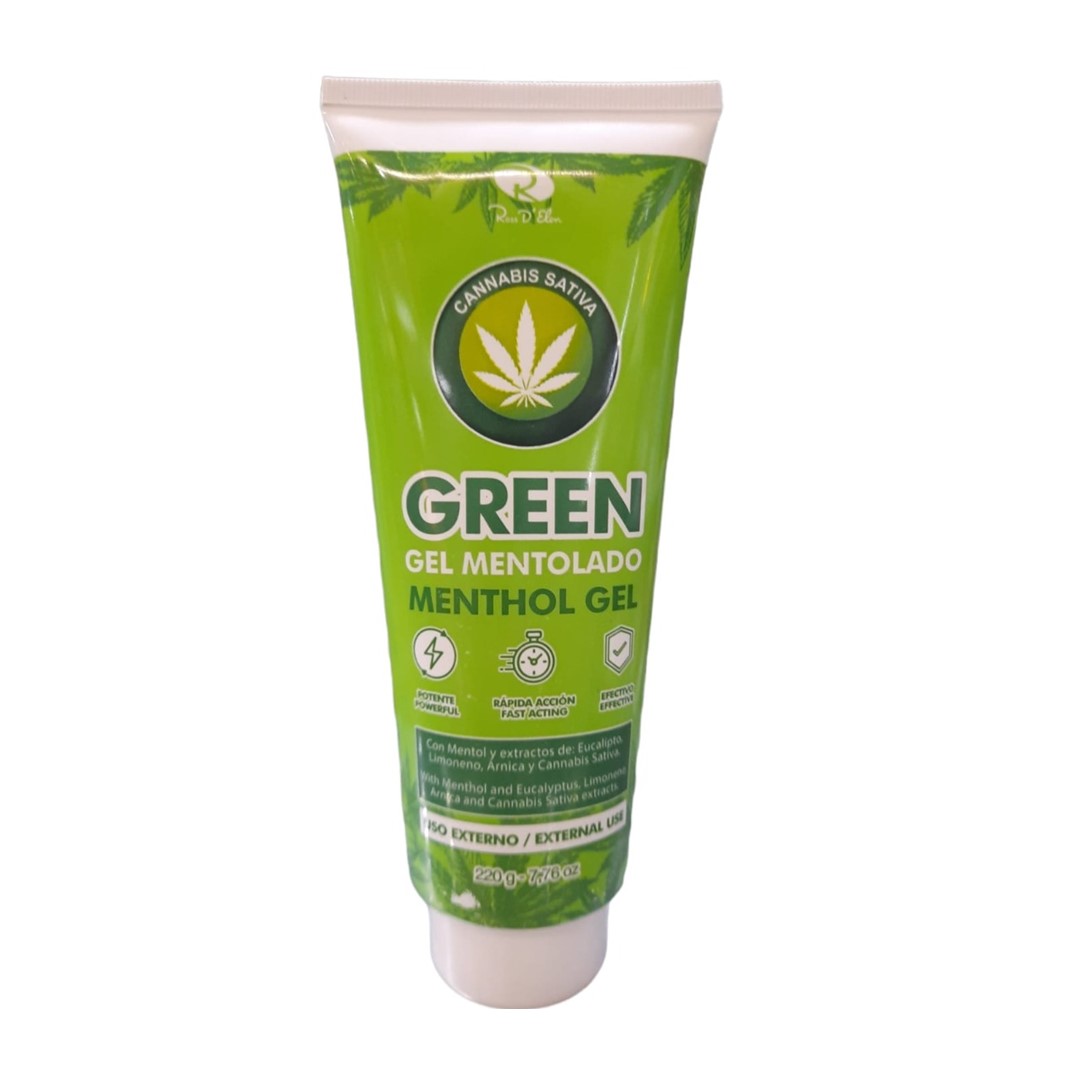 R
Ross D'Elen
CANNABIS SATIVA
GREEN
GEL MENTOLADO
MENTHOL GEL
POTENTE
POWERFUL
RÁPIDA ACCIÓN
FAST ACTING
EFECTIVO
EFFECTIVE
Con Mentol y extractos de: Eucalipto,
Limoneno, Árnica y Cannabis Sativa.
With Menthol and Eucalyptus, Limonene
Arnica and Cannabis Sativa extracts.
USO EXTERNO / EXTERNAL USE
220 g - 7,76 oz